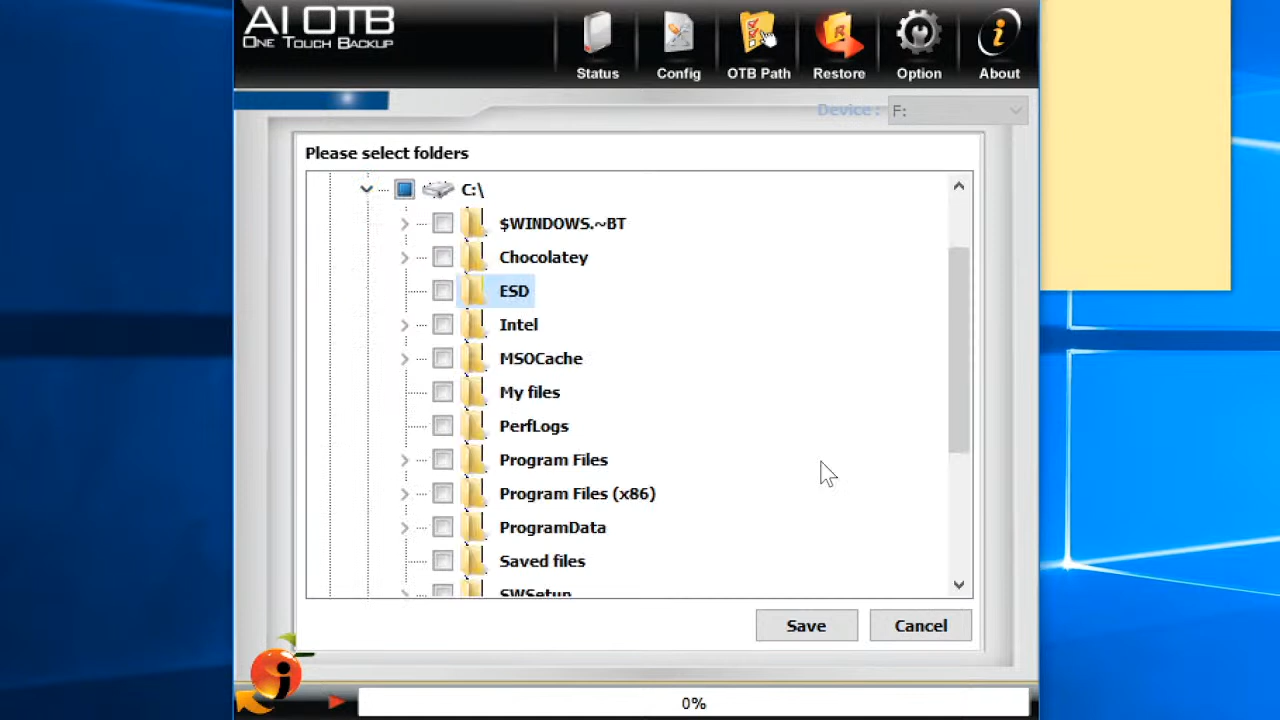 AI OTB
ONE TOUCH BACKUP
Status
Config
OTB Path
Restore
Option
About
Device :
F:
Please select folders
C:\
$WINDOWS.~BT
Chocolatey
ESD
Intel
MSOCache
My files
PerfLogs
Program Files
Program Files (x86)
ProgramData
Saved files
SWSetup
Save
Cancel
0%